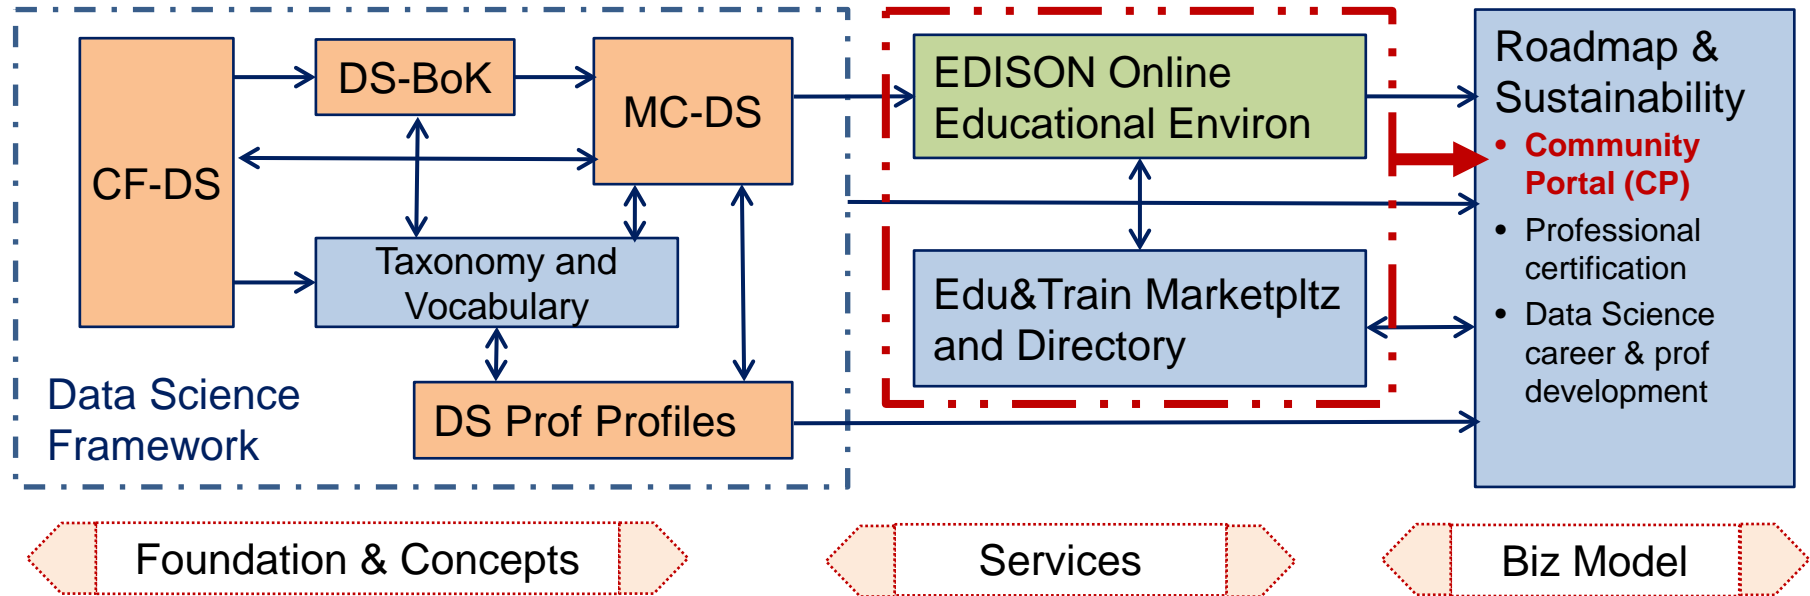 CF-DS
DS-BoK
MC-DS
Taxonomy and
Vocabulary
DS Prof Profiles
Data Science
Framework
EDISON Online
Educational Environ
Edu&Train Marketpltz
and Directory
Roadmap &
Sustainability
• Community
Portal (CP)
• Professional
certification
• Data Science
career & prof
development
Foundation & Concepts
Services
Biz Model